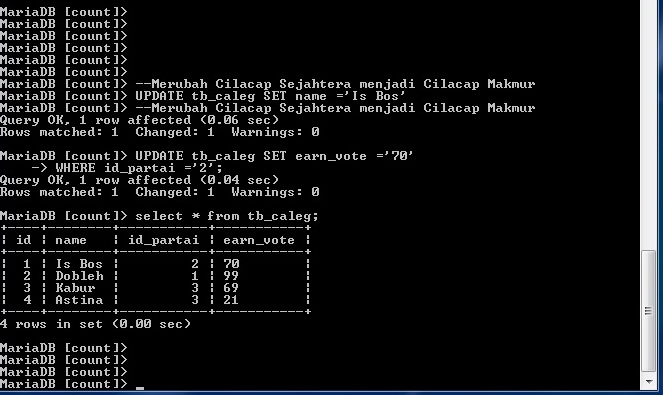 MariaDB [count]>
MariaDB [count]>
MariaDB [count]>
MariaDB [count]>
MariaDB [count]>
MariaDB [count]>
MariaDB [count]> --Merubah Cilacap Sejahtera menjadi Cilacap Makmur
MariaDB [count]> UPDATE tb_caleg SET name ='Is Bos'
MariaDB [count]> --Merubah Cilacap Sejahtera menjadi Cilacap Makmur
Query OK, 1 row affected (0.06 sec)
Rows matched: 1  Changed: 1  Warnings: 0

MariaDB [count]> UPDATE tb_caleg SET earn_vote ='70'
    -> WHERE id_partai ='2';
Query OK, 1 row affected (0.04 sec)
Rows matched: 1  Changed: 1  Warnings: 0

MariaDB [count]> select * from tb_caleg;
+----+--------+-----------+-----------+
| id | name   | id_partai | earn_vote |
+----+--------+-----------+-----------+
|  1 | Is Bos |         2 | 70        |
|  2 | Dobleh |         1 | 99        |
|  3 | Kabur  |         3 | 69        |
|  4 | Astina |         3 | 21        |
+----+--------+-----------+-----------+
4 rows in set (0.00 sec)

MariaDB [count]>
MariaDB [count]>
MariaDB [count]>
MariaDB [count]> _